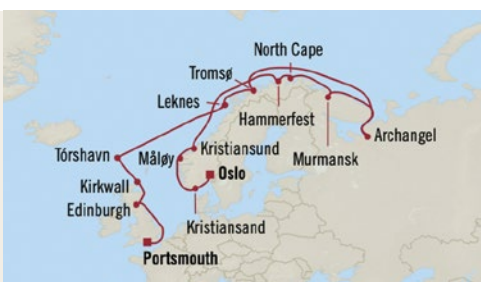 North Cape
Tromsø
Leknes
Hammerfest
Archangel
Tórshavn
Måløy
Kristiansund
Murmansk
Oslo
Kirkwall
Edinburgh
Kristiansand
Portsmouth